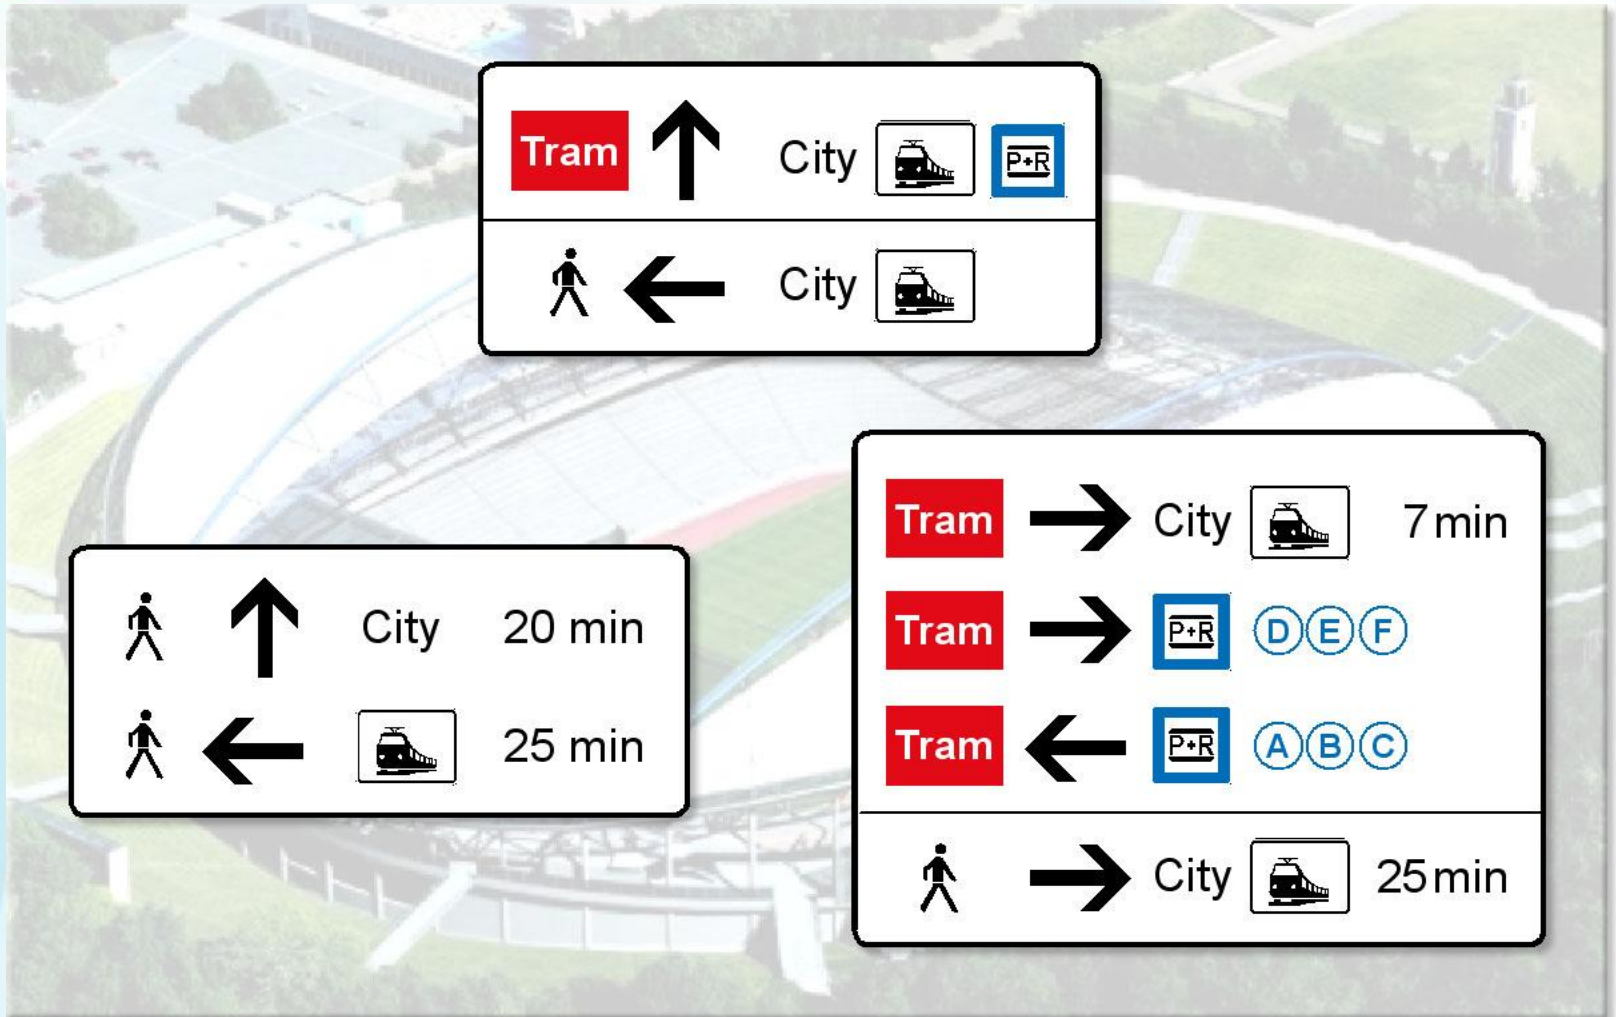 Tram City P+R
City
City 20 min
25 min
Tram City 7 min
Tram P+R D E F
Tram P+R A B C
City 25 min